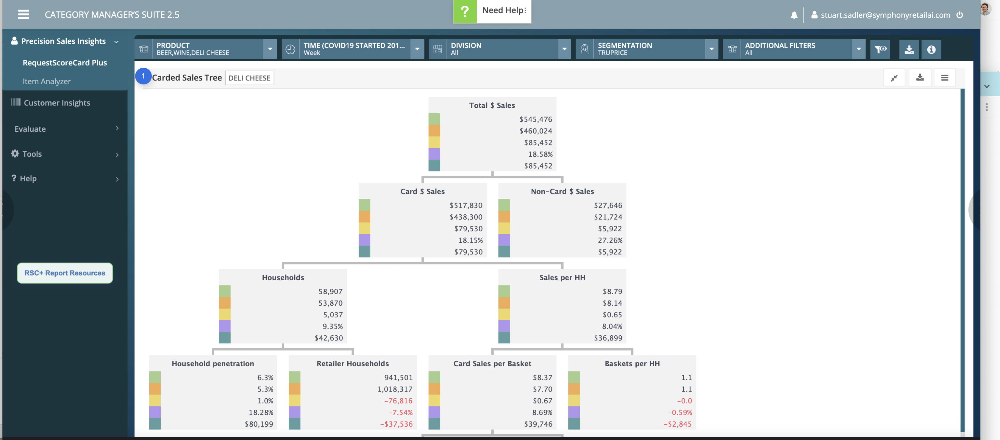 CATEGORY MANAGER'S SUITE 2.5
? Need Help:
stuart.sadler@symphonyretailai.com
Precision Sales Insights
RequestScoreCard Plus
Item Analyzer
Customer Insights
Evaluate
Tools
? Help
RSC+ Report Resources
PRODUCT
BEER,WINE,DELI CHEESE
TIME (COVID19 STARTED 201...
Week
DIVISION
All
SEGMENTATION
TRUPRICE
ADDITIONAL FILTERS
All
1 Carded Sales Tree DELI CHEESE
Total $ Sales
$545,476
$460,024
$85,452
18.58%
$85,452
Card $ Sales
$517,830
$438,300
$79,530
18.15%
$79,530
Non-Card $ Sales
$27,646
$21,724
$5,922
27.26%
$5,922
Households
58,907
53,870
5,037
9.35%
$42,630
Sales per HH
$8.79
$8.14
$0.65
8.04%
$36,899
Household penetration
6.3%
5.3%
1.0%
18.28%
$80,199
Retailer Households
941,501
1,018,317
-76,816
-7.54%
-$37,536
Card Sales per Basket
$8.37
$7.70
$0.67
8.69%
$39,746
Baskets per HH
1.1
1.1
-0.0
-0.59%
-$2,845